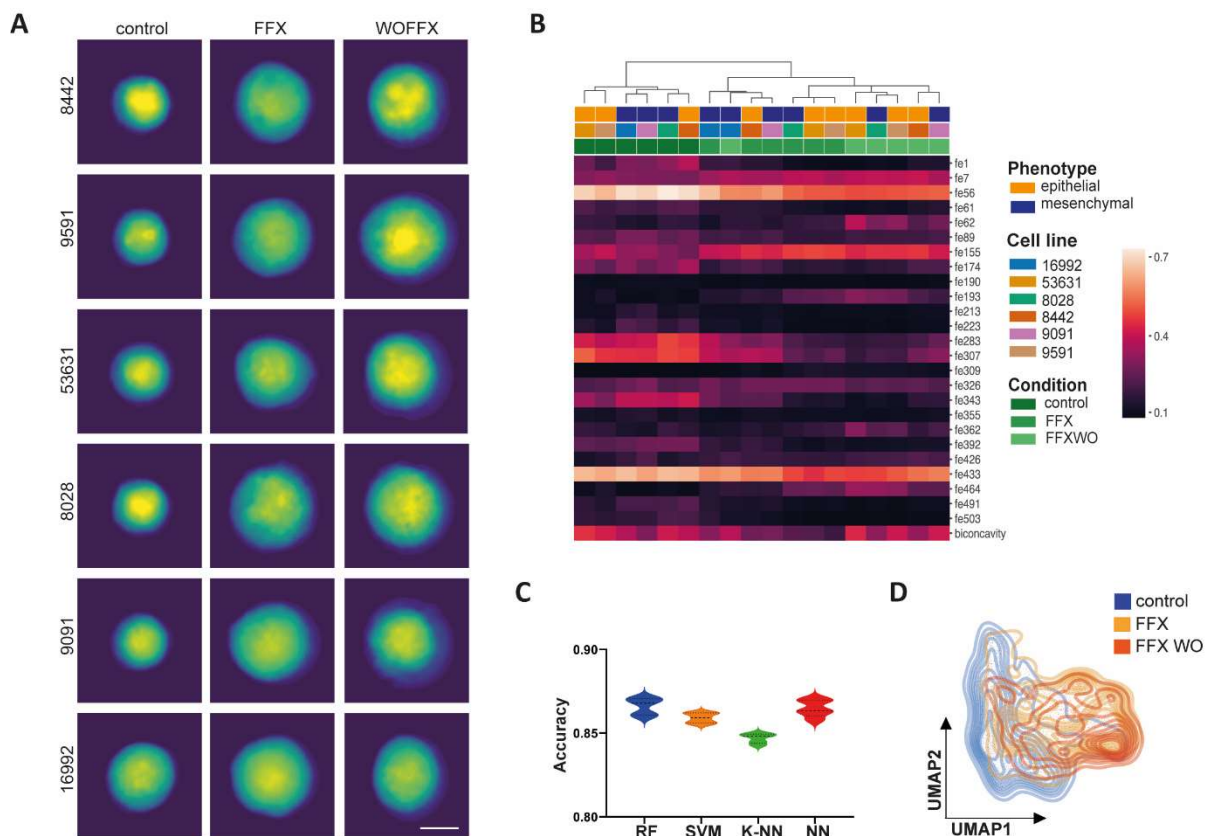 A
control FFX WOFFX
8442
9591
53631
8028
9091
16992
B
fe1
fe7
fe56
fe61
fe62
fe89
fe155
fe174
fe190
fe193
fe213
fe223
fe283
fe307
fe309
fe326
fe343
fe355
fe362
fe392
fe426
fe433
fe464
fe491
fe503
biconcavity
Phenotype
epithelial
mesenchymal
Cell line
16992
53631
8028
8442
9091
9591
Condition
control
FFX
FFXWO
0.7
0.4
0.1
C
Accuracy
0.90
0.85
0.80
RF SVM K-NN NN
D
control
FFX
FFX WO
UMAP2
UMAP1